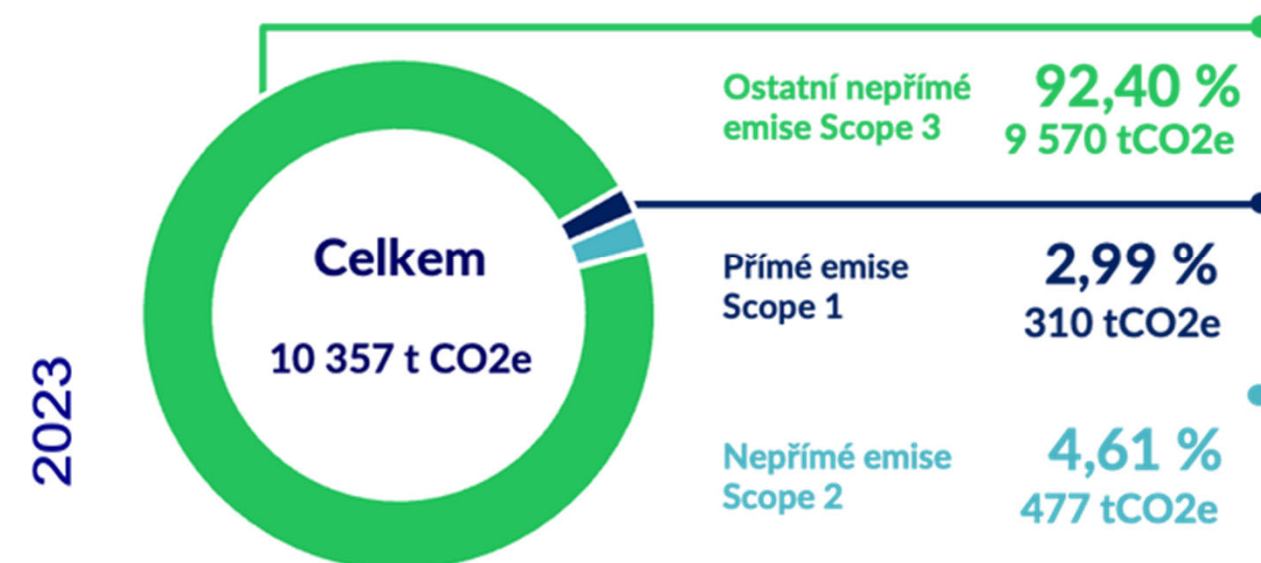 2023
Celkem
10 357 t CO2e
Ostatní nepřímé
emise Scope 3
92,40 %
9 570 tCO2e
Přímé emise
Scope 1
2,99 %
310 tCO2e
Nepřímé emise
Scope 2
4,61 %
477 tCO2e